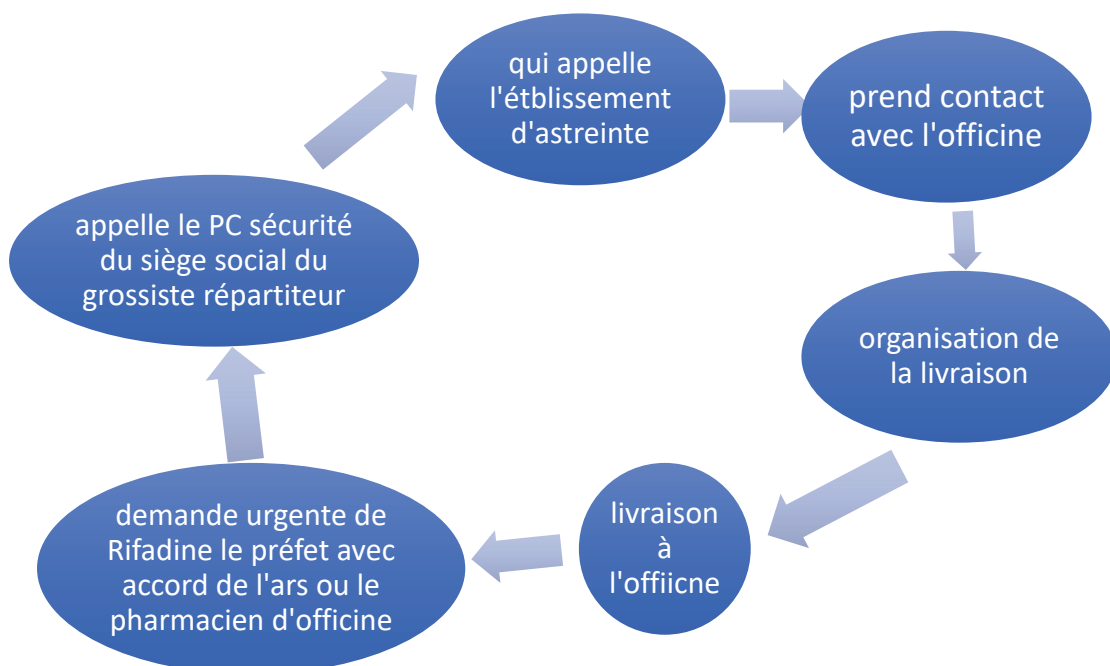 qui appelle
l'étblissement
d'astreinte
prend contact
avec l'officine
appelle le PC sécurité
du siège social du
grossiste répartiteur
organisation de
la livraison
livraison
à
l'offiicne
demande urgente de
Rifadine le préfet avec
accord de l'ars ou le
pharmacien d'officine